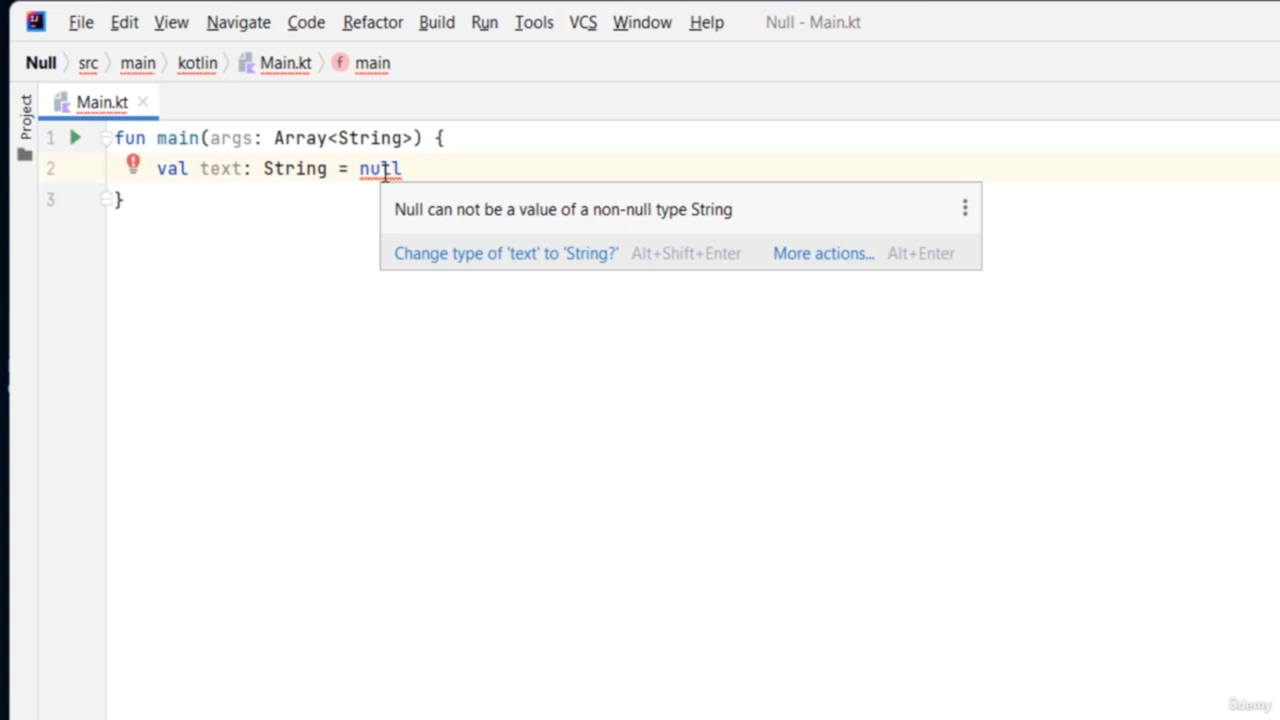 File Edit View Navigate Code Refactor Build Run Tools VCS Window Help Null - Main.kt
Null src main kotlin Main.kt f main
Project
Main.kt
1 fun main(args: Array<String>) {
2 val text: String = null
3 }
Null can not be a value of a non-null type String
Change type of 'text' to 'String?' Alt+Shift+Enter More actions... Alt+Enter
ûdemy